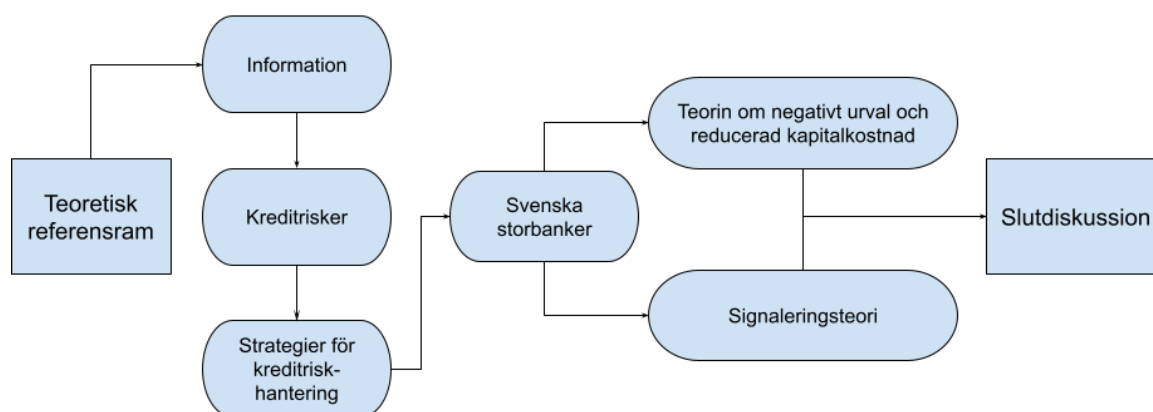 Teoretisk
referensram
Information
Kreditrisker
Strategier för
kreditrisk-
hantering
Svenska
storbanker
Teorin om negativt urval och
reducerad kapitalkostnad
Signaleringsteori
Slutdiskussion